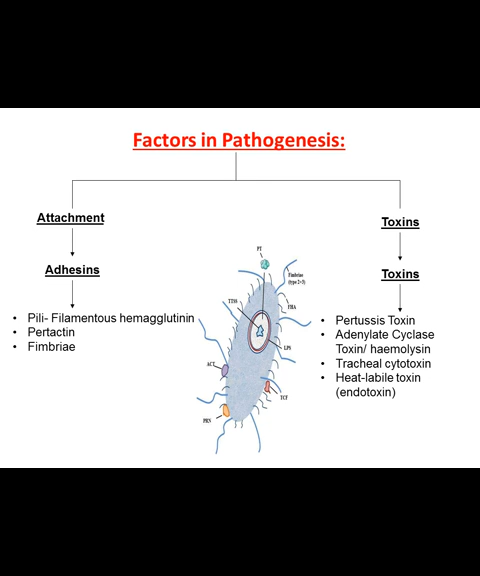 Factors in Pathogenesis:
Attachment
Adhesins
• Pili- Filamentous hemagglutinin
• Pertactin
• Fimbriae
Toxins
Toxins
• Pertussis Toxin
• Adenylate Cyclase
Toxin/ haemolysin
• Tracheal cytotoxin
• Heat-labile toxin
(endotoxin)
PT
Fimbriae
(type 2+3)
TTSS
FHA
LPS
ACT
TCF
PRN